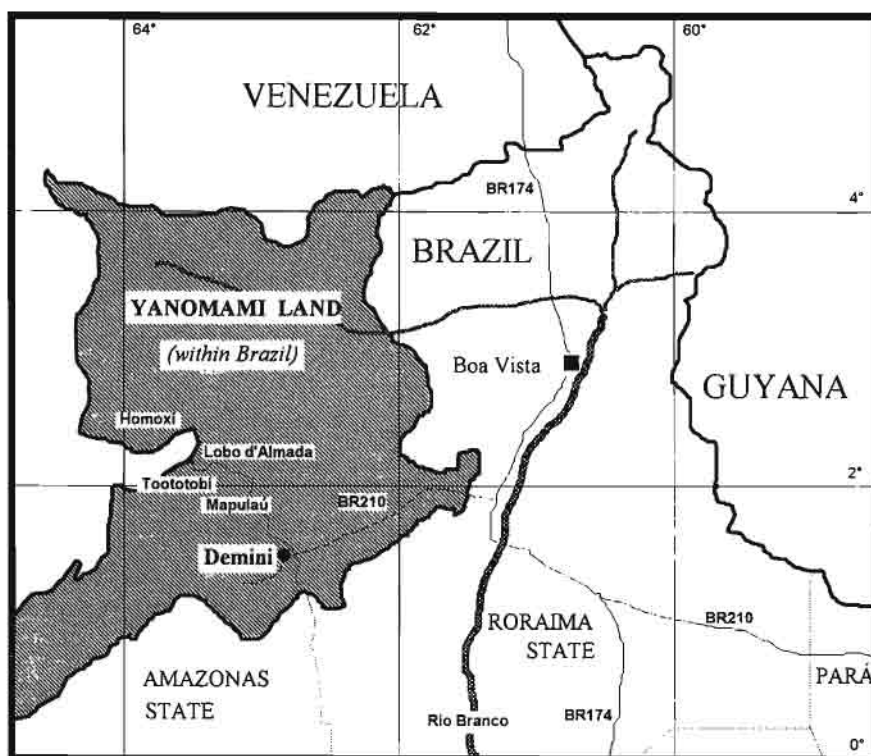 64°
62°
60°
VENEZUELA
BR174
4°
BRAZIL
YANOMAMI LAND
(within Brazil)
Boa Vista
GUYANA
Homoxí
Lobo d'Almada
2°
Toototobi
Mapulaú
BR210
Demini
RORAIMA
STATE
BR210
AMAZONAS
STATE
PARÁ
Rio Branco
BR174
0°